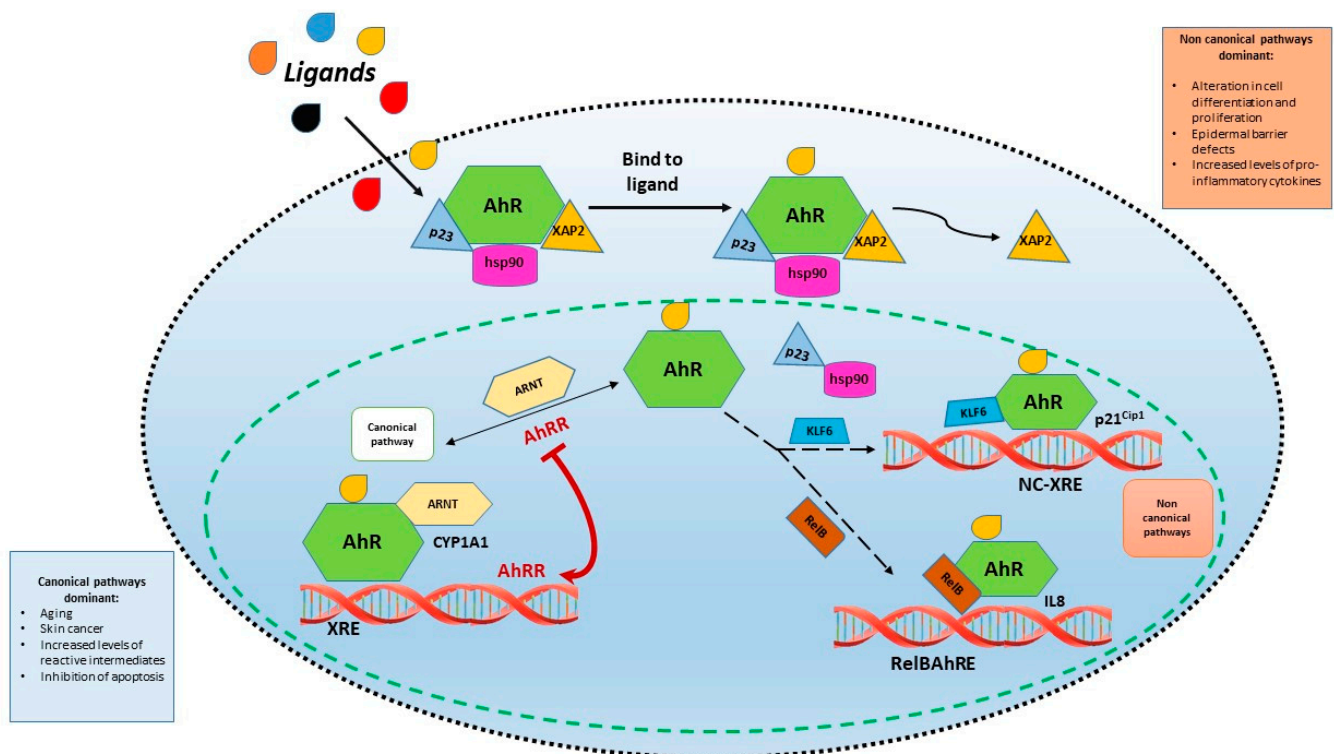 Ligands
Non canonical pathways
dominant:
• Alteration in cell
differentiation and
proliferation
• Epidermal barrier
defects
• Increased levels of pro-
inflammatory cytokines
AhR
p23
XAP2
hsp90
Bind to
ligand
AhR
p23
XAP2
hsp90
XAP2
AhR
p23
hsp90
ARNT
AhRR
Canonical
pathway
KLF6
KLF6
AhR
p21Cip1
NC-XRE
Non
canonical
pathways
RelB
RelB
AhR
IL8
RelBAhRE
AhR
ARNT
CYP1A1
AhRR
XRE
Canonical pathways
dominant:
• Aging
• Skin cancer
• Increased levels of
reactive intermediates
• Inhibition of apoptosis